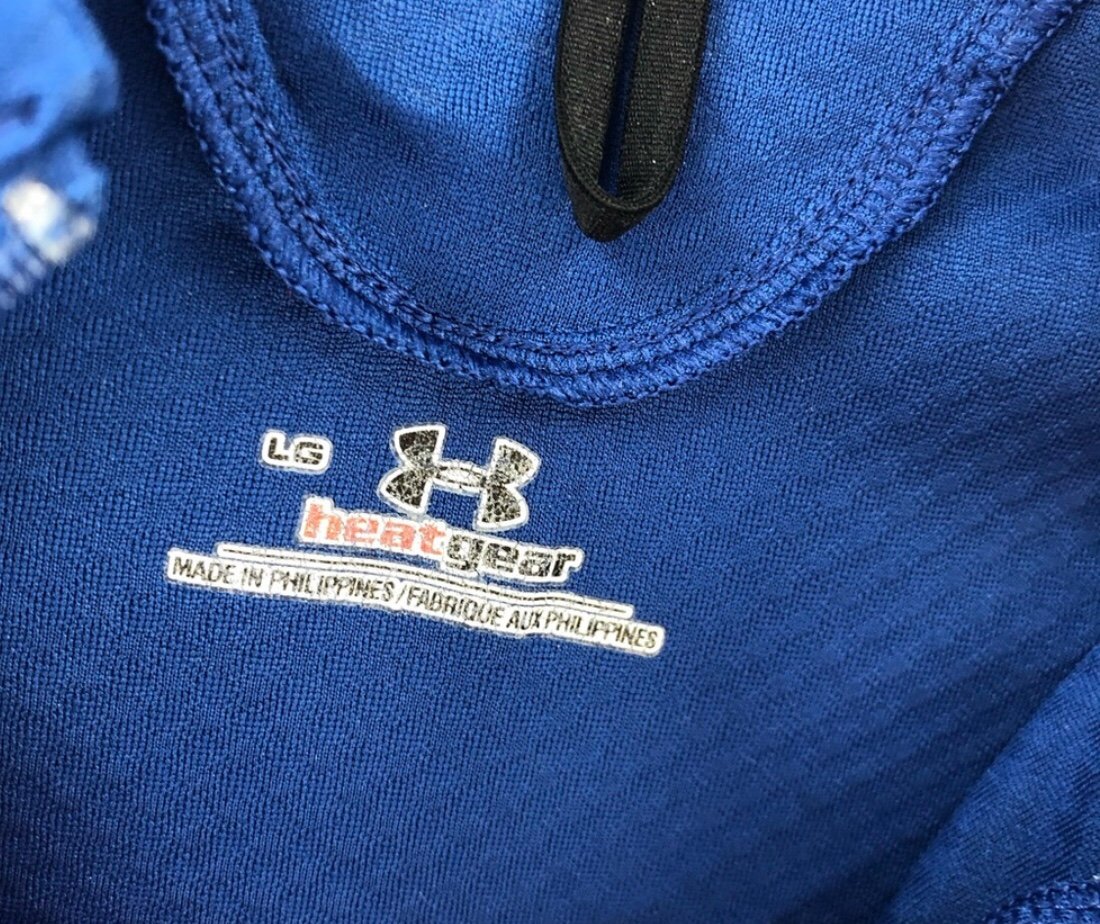 LG
heatgear
MADE IN PHILIPPINES / FABRIQUE AUX PHILIPPINES